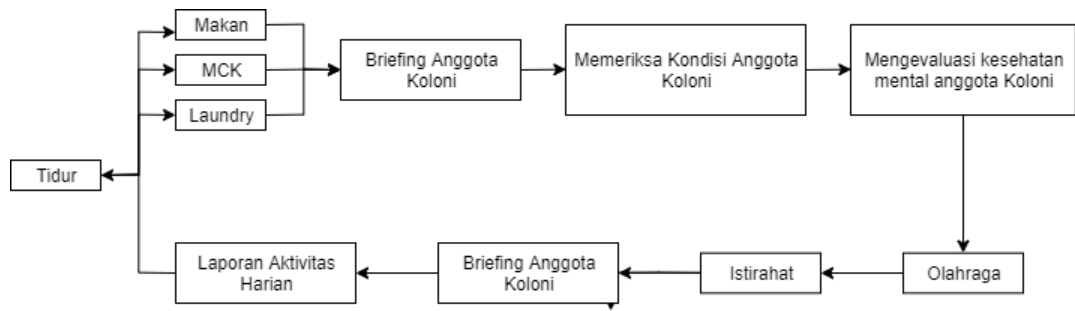 Makan
MCK
Laundry
Briefing Anggota
Koloni
Memeriksa Kondisi Anggota
Koloni
Mengevaluasi kesehatan
mental anggota Koloni
Tidur
Laporan Aktivitas
Harian
Briefing Anggota
Koloni
Istirahat
Olahraga